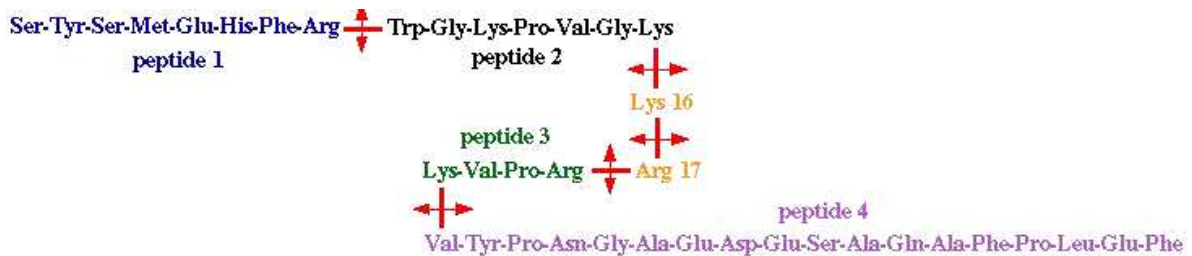 Ser-Tyr-Ser-Met-Glu-His-Phe-Arg Trp-Gly-Lys-Pro-Val-Gly-Lys
peptide 1 peptide 2
Lys 16
peptide 3
Lys-Val-Pro-Arg Arg 17
peptide 4
Val-Tyr-Pro-Asn-Gly-Ala-Glu-Asp-Glu-Ser-Ala-Gln-Ala-Phe-Pro-Leu-Glu-Phe